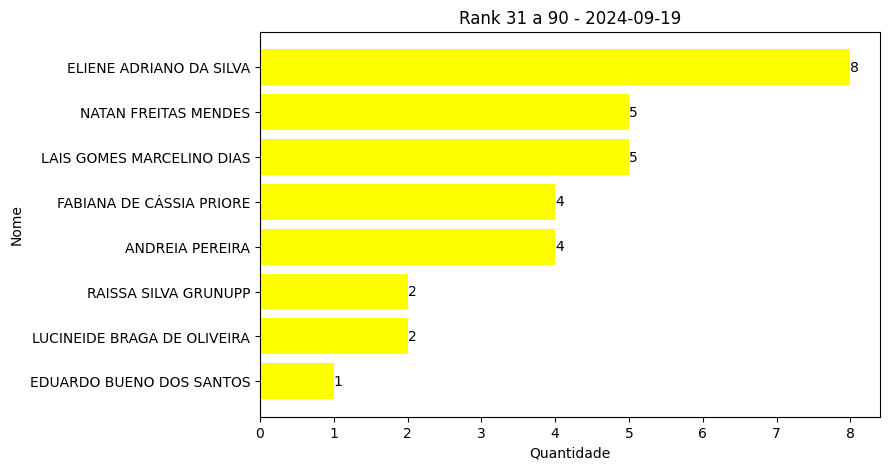 Rank 31 a 90 - 2024-09-19
ELIENE ADRIANO DA SILVA
8
NATAN FREITAS MENDES
5
LAIS GOMES MARCELINO DIAS
5
FABIANA DE CÁSSIA PRIORE
4
ANDREIA PEREIRA
4
RAISSA SILVA GRUNUPP
2
LUCINEIDE BRAGA DE OLIVEIRA
2
EDUARDO BUENO DOS SANTOS
1
Nome
0 1 2 3 4 5 6 7 8
Quantidade